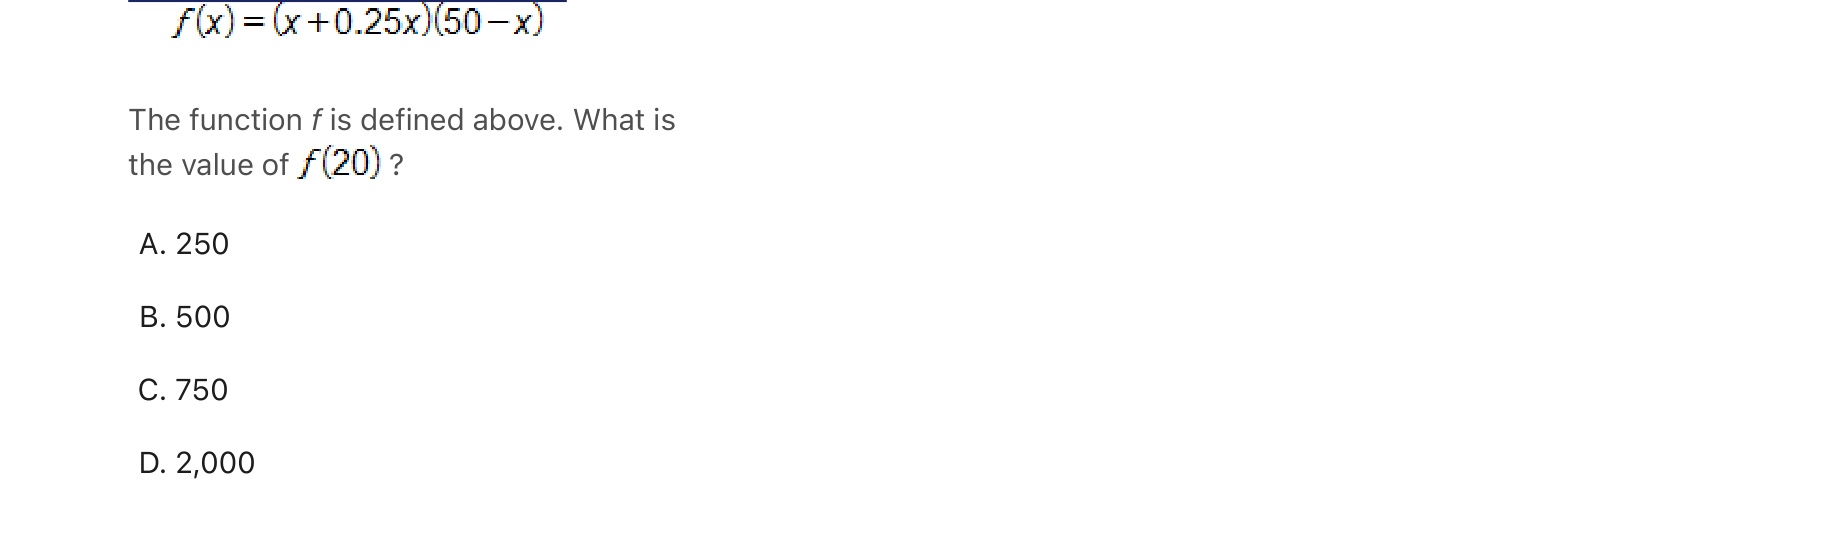 f(x) = (x+0.25x)(50−x)
The function f is defined above. What is
the value of f(20) ?
A. 250
B. 500
C. 750
D. 2,000